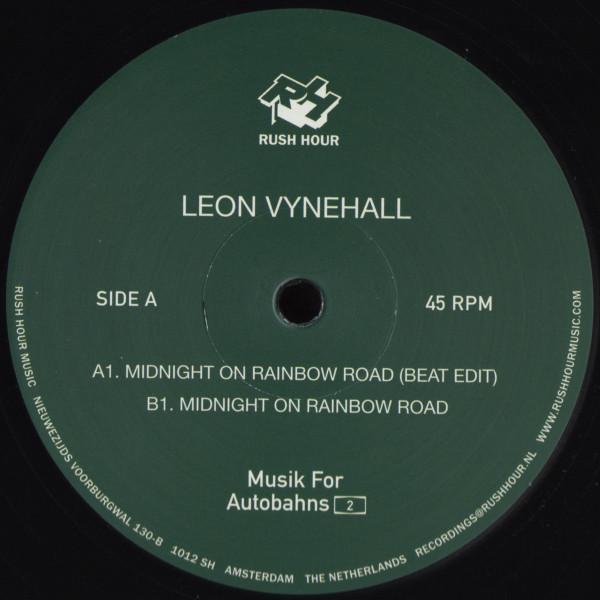 RH
RUSH HOUR
LEON VYNEHALL
SIDE A
45 RPM
A1. MIDNIGHT ON RAINBOW ROAD (BEAT EDIT)
B1. MIDNIGHT ON RAINBOW ROAD
Musik For
Autobahns 2
RUSH HOUR MUSIC NIEUWEZIJDS VOORBURGWAL 130-B 1012 SH AMSTERDAM THE NETHERLANDS RECORDINGS@RUSHHOUR.NL WWW.RUSHHOURMUSIC.COM